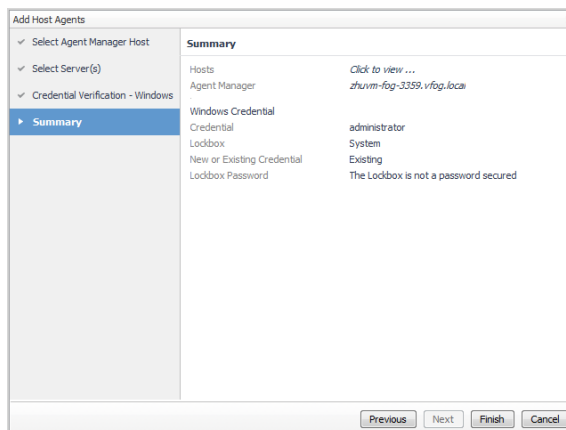 Add Host Agents
Select Agent Manager Host
Select Server(s)
Credential Verification - Windows
Summary
Summary
Hosts Click to view ...
Agent Manager zhuvm-fog-3359.vfog.local
Windows Credential
Credential administrator
Lockbox System
New or Existing Credential Existing
Lockbox Password The Lockbox is not a password secured
Previous Next Finish Cancel